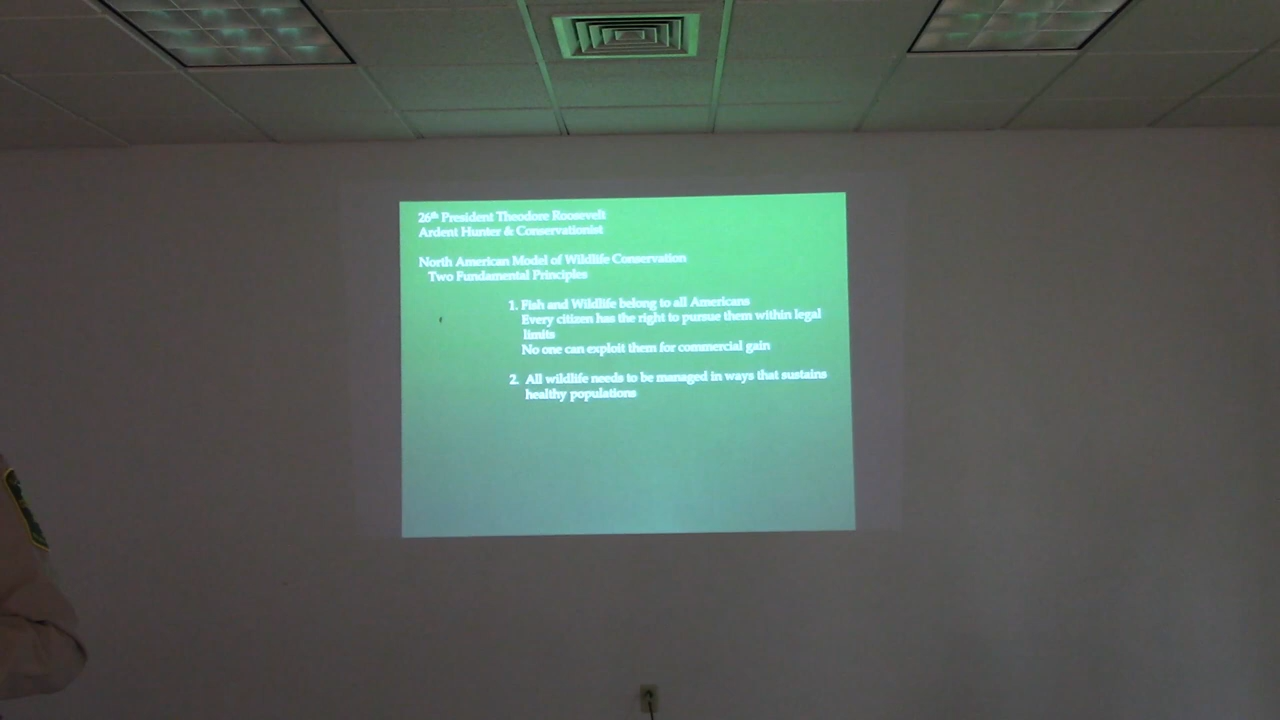 26th President Theodore Roosevelt
Ardent Hunter & Conservationist
North American Model of Wildlife Conservation
Two Fundamental Principles
1. Fish and Wildlife belong to all Americans
Every citizen has the right to pursue them within legal
limits
No one can exploit them for commercial gain
2. All wildlife needs to be managed in ways that sustains
healthy populations